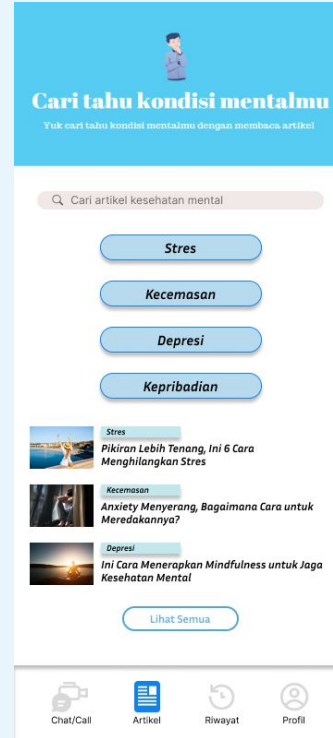 Cari tahu kondisi mentalmu
Yuk cari tahu kondisi mentalmu dengan membaca artikel
Cari artikel kesehatan mental
Stres
Kecemasan
Depresi
Kepribadian
Stres
Pikiran Lebih Tenang, Ini 6 Cara
Menghilangkan Stres
Kecemasan
Anxiety Menyerang, Bagaimana Cara untuk
Meredakannya?
Depresi
Ini Cara Menerapkan Mindfulness untuk Jaga
Kesehatan Mental
Lihat Semua
Chat/Call
Artikel
Riwayat
Profil